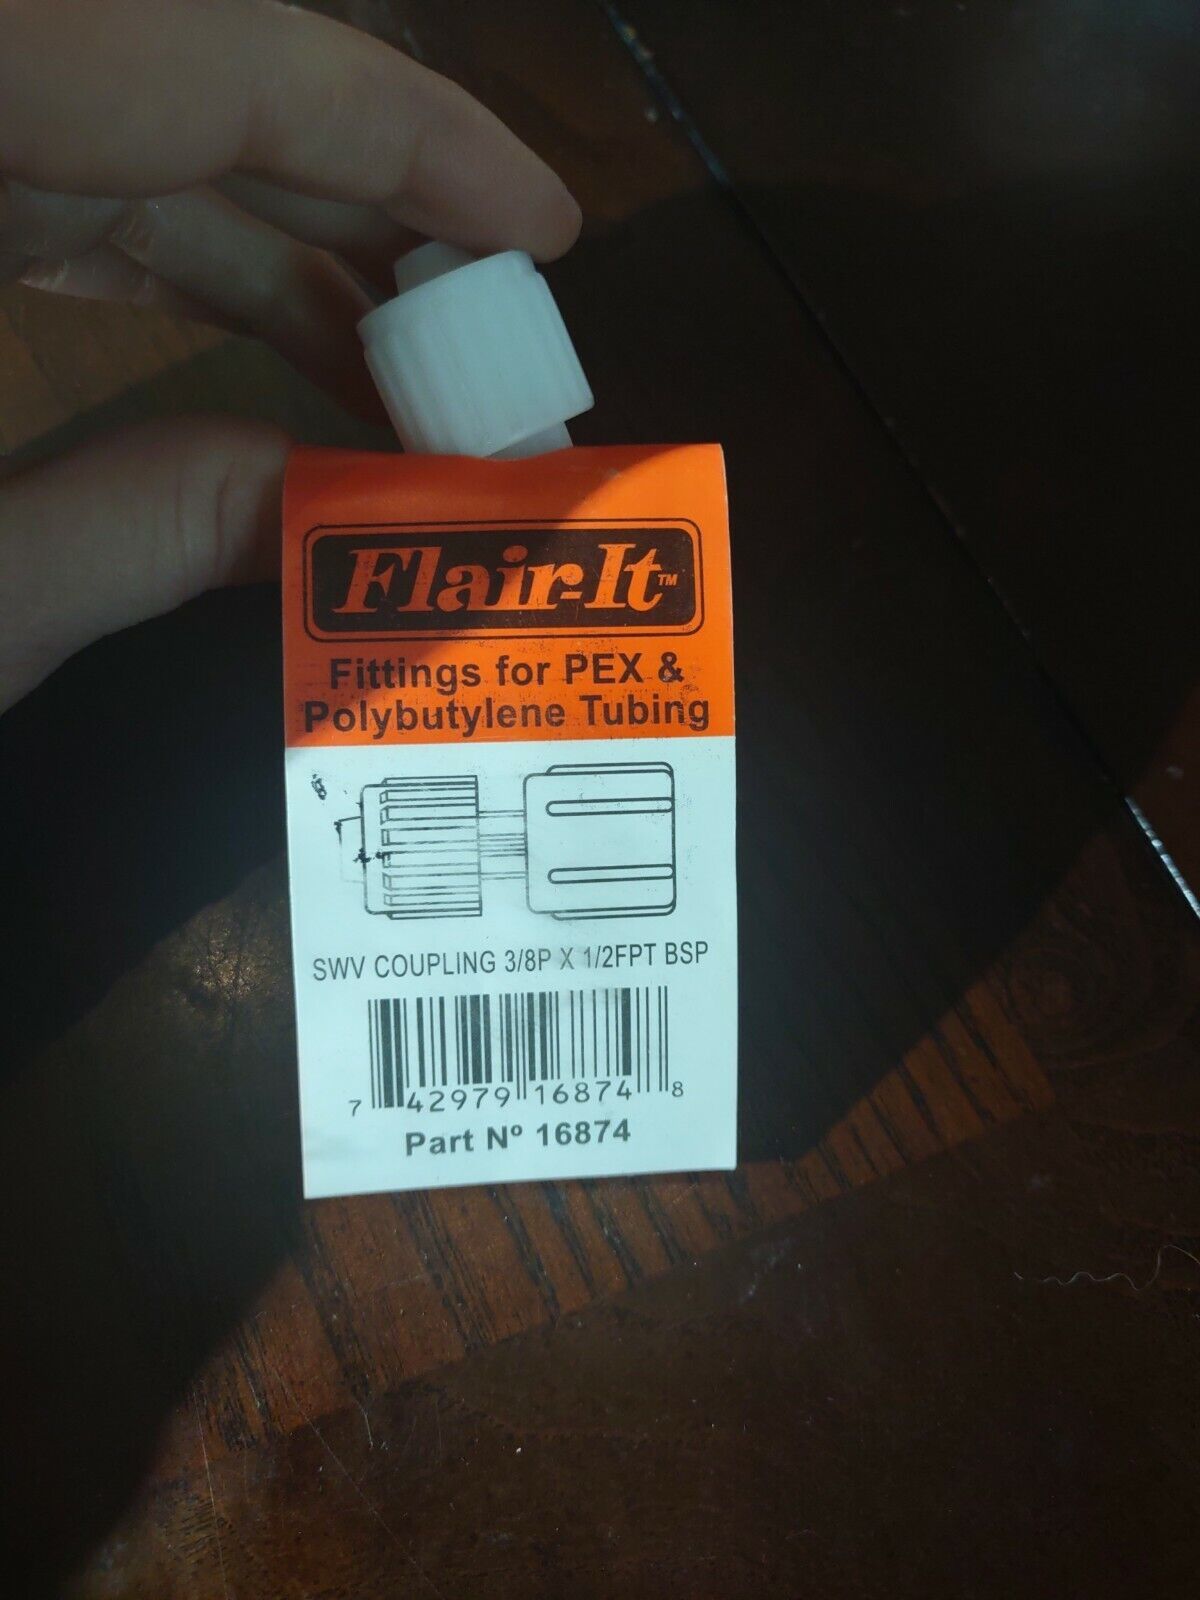 Flair-It™
Fittings for PEX &
Polybutylene Tubing
SWV COUPLING 3/8P X 1/2FPT BSP
7 42979 16874 8
Part Nº 16874